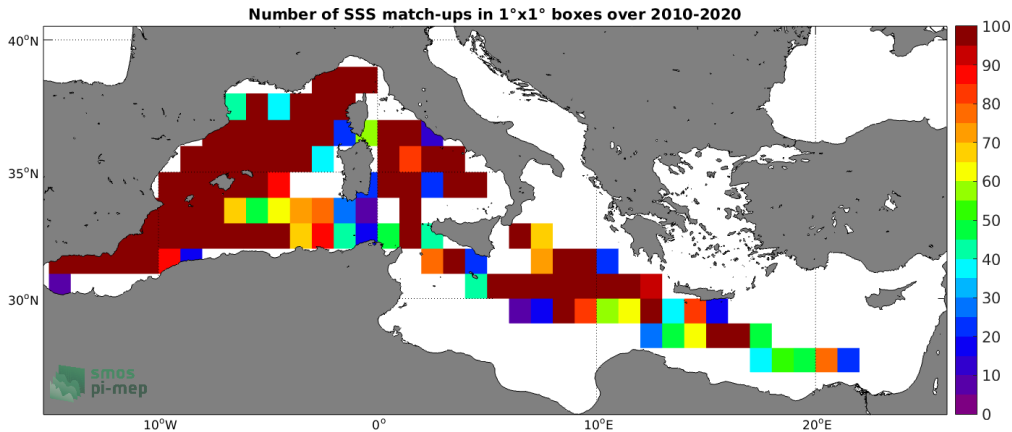 Number of SSS match-ups in 1°x1° boxes over 2010-2020
40°N
35°N
30°N
10°W
0°
10°E
20°E
100
90
80
70
60
50
40
30
20
10
0
smos
pi-mep